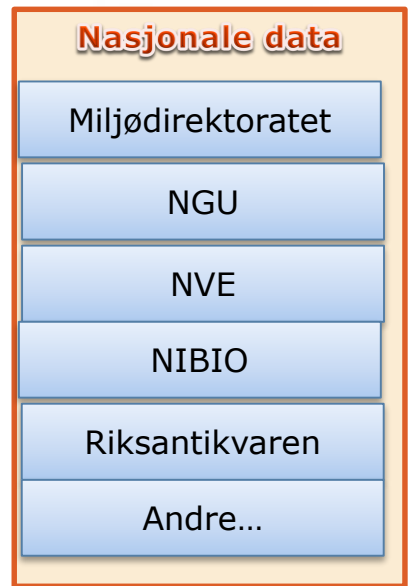 Nasjonale data
Miljødirektoratet
NGU
NVE
NIBIO
Riksantikvaren
Andre…